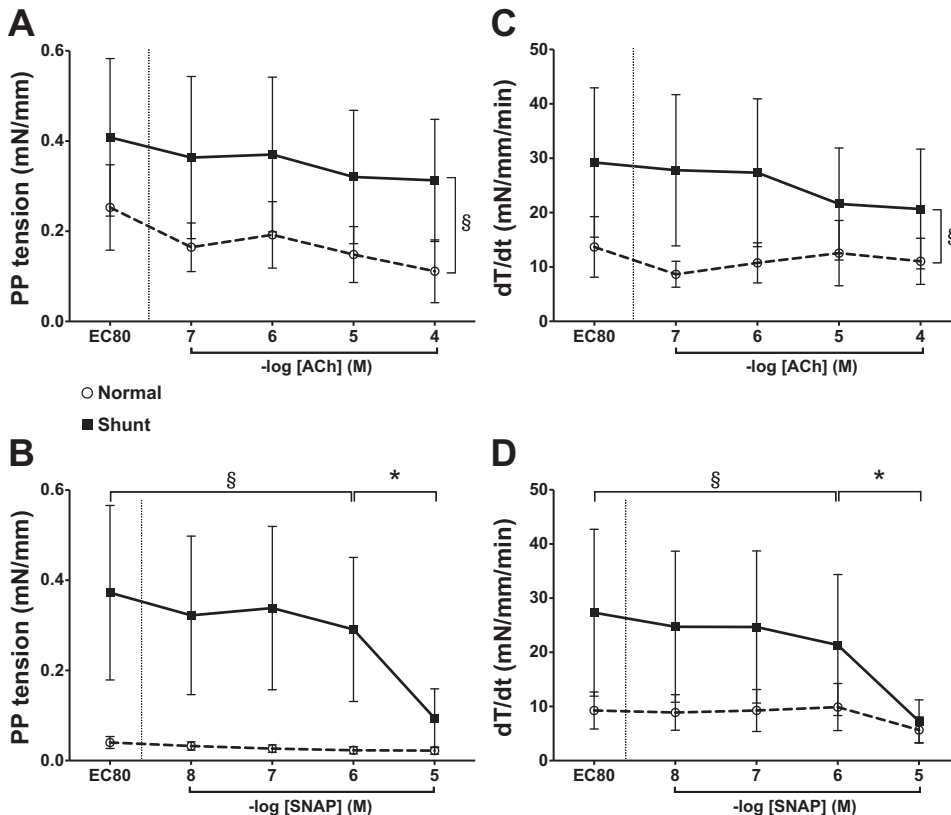 A
PP tension (mN/mm)
0.6
0.4
0.2
0.0
§
EC80 7 6 5 4
-log [ACh] (M)
C
dT/dt (mN/mm/min)
50
40
30
20
10
0
§
EC80 7 6 5 4
-log [ACh] (M)
Normal
Shunt
B
PP tension (mN/mm)
0.6
0.4
0.2
0.0
§ *
EC80 8 7 6 5
-log [SNAP] (M)
D
dT/dt (mN/mm/min)
50
40
30
20
10
0
§ *
EC80 8 7 6 5
-log [SNAP] (M)